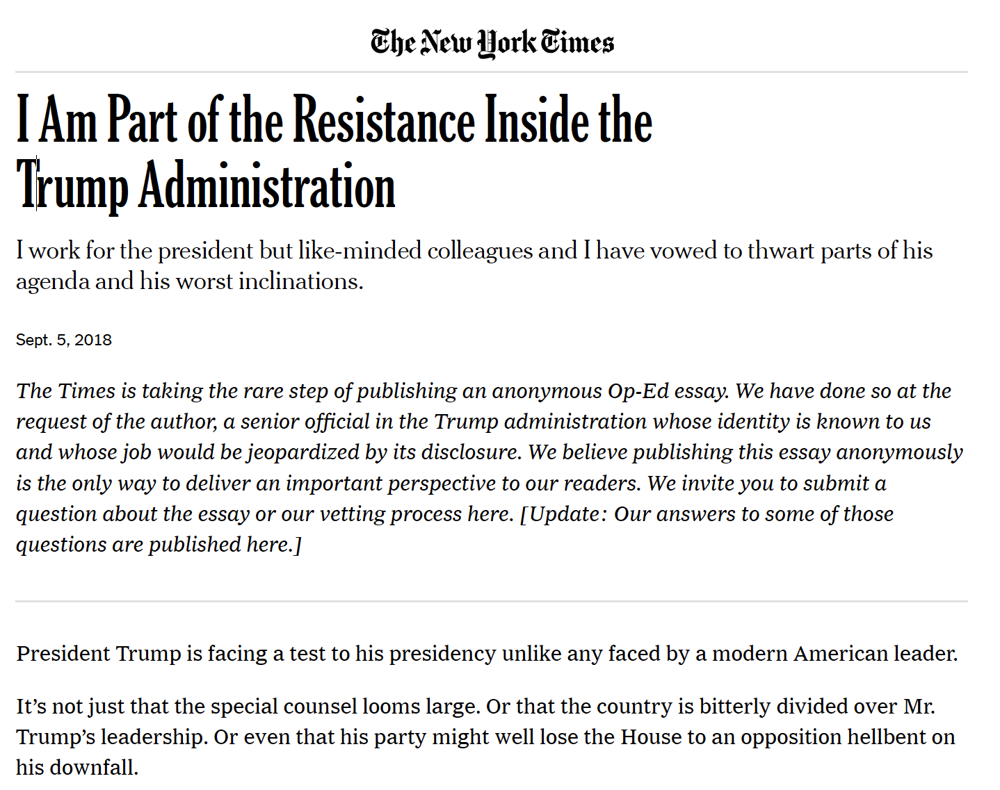 The New York Times
I Am Part of the Resistance Inside the
Trump Administration
I work for the president but like-minded colleagues and I have vowed to thwart parts of his
agenda and his worst inclinations.
Sept. 5, 2018
The Times is taking the rare step of publishing an anonymous Op-Ed essay. We have done so at the
request of the author, a senior official in the Trump administration whose identity is known to us
and whose job would be jeopardized by its disclosure. We believe publishing this essay anonymously
is the only way to deliver an important perspective to our readers. We invite you to submit a
question about the essay or our vetting process here. [Update: Our answers to some of those
questions are published here.]
President Trump is facing a test to his presidency unlike any faced by a modern American leader.
It’s not just that the special counsel looms large. Or that the country is bitterly divided over Mr.
Trump’s leadership. Or even that his party might well lose the House to an opposition hellbent on
his downfall.